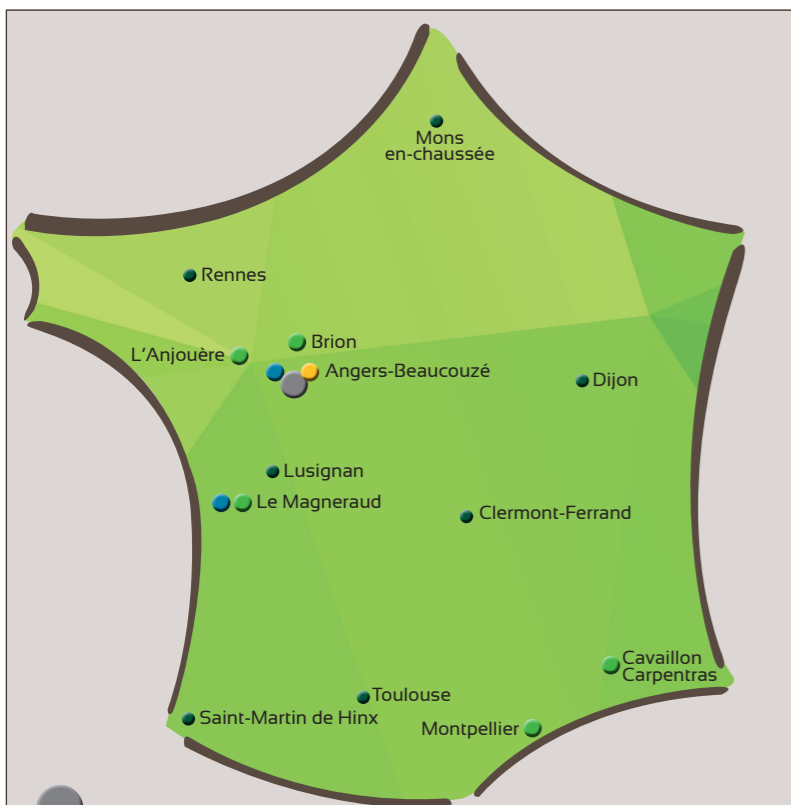 Mons
en-chaussée
Rennes
Brion
L'Anjouère
Angers-Beaucouzé
Dijon
Lusignan
Le Magneraud
Clermont-Ferrand
Cavaillon
Carpentras
Toulouse
Saint-Martin de Hinx
Montpellier